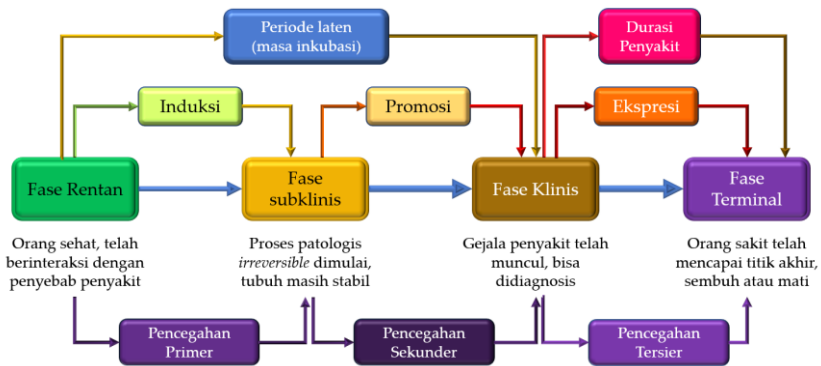 Periode laten
(masa inkubasi)
Durasi
Penyakit
Induksi
Promosi
Ekspresi
Fase Rentan
Fase
subklinis
Fase Klinis
Fase
Terminal
Orang sehat, telah
berinteraksi dengan
penyebab penyakit
Proses patologis
irreversible dimulai,
tubuh masih stabil
Gejala penyakit telah
muncul, bisa
didiagnosis
Orang sakit telah
mencapai titik akhir,
sembuh atau mati
Pencegahan
Primer
Pencegahan
Sekunder
Pencegahan
Tersier